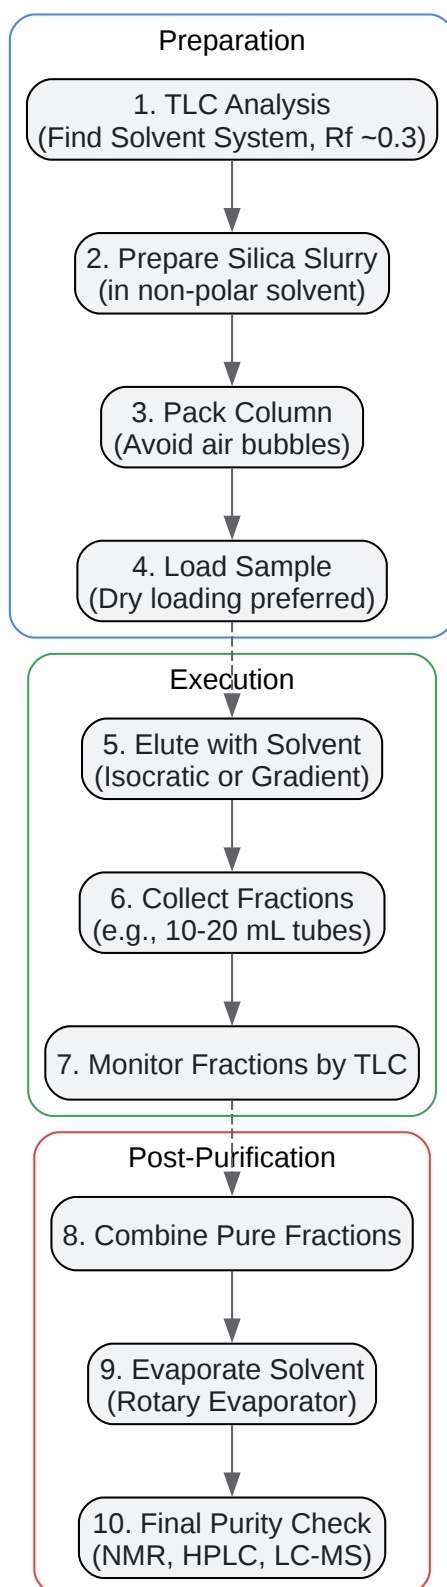 Preparation
1. TLC Analysis
(Find Solvent System, Rf ~0.3)
2. Prepare Silica Slurry
(in non-polar solvent)
3. Pack Column
(Avoid air bubbles)
4. Load Sample
(Dry loading preferred)
Execution
5. Elute with Solvent
(Isocratic or Gradient)
6. Collect Fractions
(e.g., 10-20 mL tubes)
7. Monitor Fractions by TLC
Post-Purification
8. Combine Pure Fractions
9. Evaporate Solvent
(Rotary Evaporator)
10. Final Purity Check
(NMR, HPLC, LC-MS)